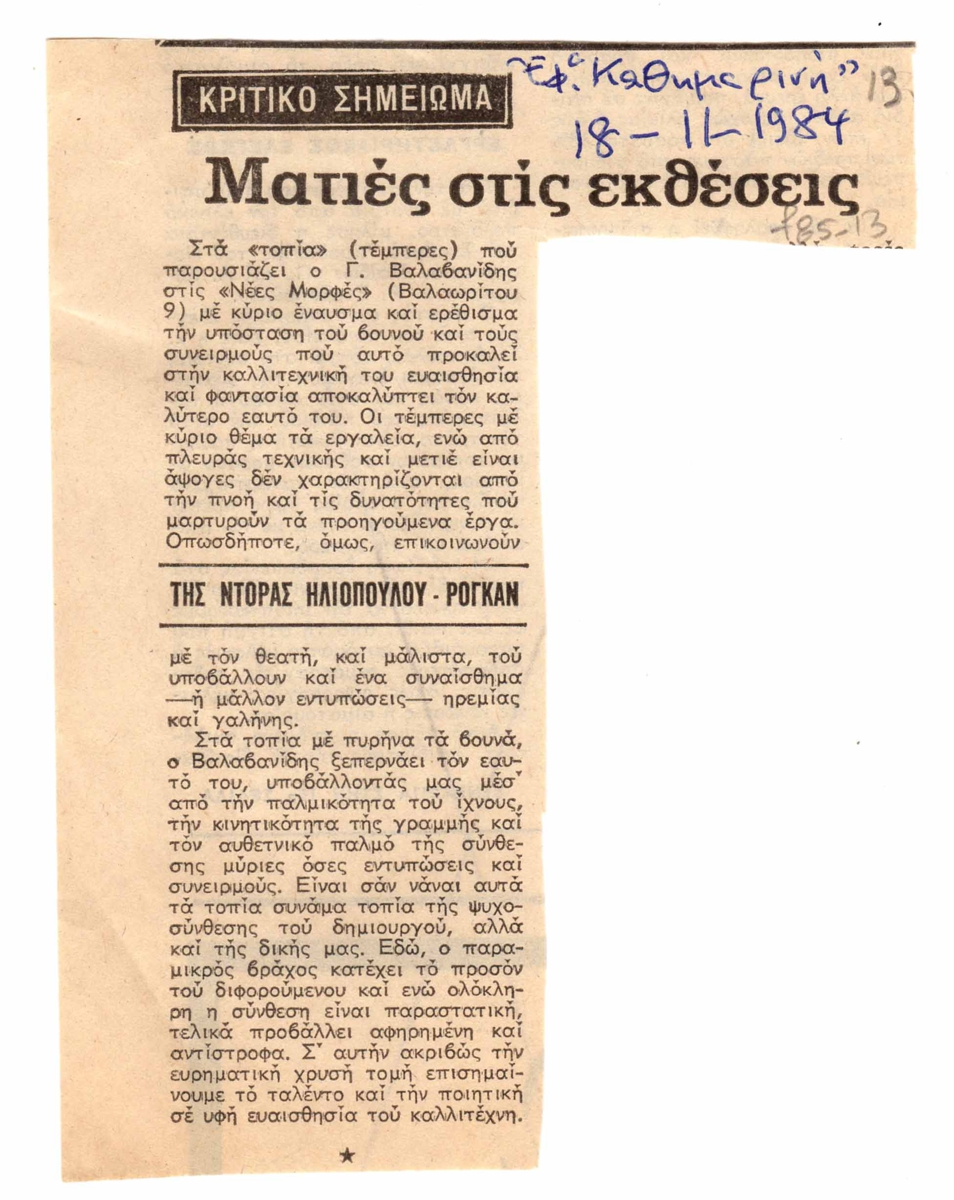 "Εφ. Καθημερινή" 13
18-11-1984
ΚΡΙΤΙΚΟ ΣΗΜΕΙΩΜΑ
Ματιές στίς εκθέσεις
f85-13
Στά «τοπία» (τέμπερες) πού
παρουσιάζει ο Γ. Βαλαβανίδης
στίς «Νέες Μορφές» (Βαλαωρίτου
9) μέ κύριο έναυσμα καί ερέθισμα
τήν υπόσταση τού βουνού καί τούς
συνειρμούς πού αυτό προκαλεί
στήν καλλιτεχνική του ευαισθησία
καί φαντασία αποκαλύπτει τόν κα-
λύτερο εαυτό του. Οι τέμπερες μέ
κύριο θέμα τά εργαλεία, ενώ από
πλευράς τεχνικής καί μετιέ είναι
άψογες δέν χαρακτηρίζονται από
τήν πνοή καί τίς δυνατότητες πού
μαρτυρούν τά προηγούμενα έργα.
Οπωσδήποτε, όμως, επικοινωνούν
ΤΗΣ ΝΤΟΡΑΣ ΗΛΙΟΠΟΥΛΟΥ - ΡΟΓΚΑΝ
μέ τόν θεατή, καί μάλιστα, τού
υποβάλλουν καί ένα συναίσθημα
—ή μάλλον εντυπώσεις— ηρεμίας
καί γαλήνης.
Στά τοπία μέ πυρήνα τά βουνά,
ο Βαλαβανίδης ξεπερνάει τόν εαυ-
τό του, υποβάλλοντάς μας μέσ'
από τήν παλμικότητα τού ίχνους,
τήν κινητικότητα τής γραμμής καί
τόν αυθετνικό παλμό τής σύνθε-
σης μύριες όσες εντυπώσεις καί
συνειρμούς. Είναι σάν νάναι αυτά
τά τοπία συνάμα τοπία τής ψυχο-
σύνθεσης τού δημιουργού, αλλά
καί τής δικής μας. Εδώ, ο παρα-
μικρός βράχος κατέχει τό προσόν
τού διφορούμενου καί ενώ ολόκλη-
ρη η σύνθεση είναι παραστατική,
τελικά προβάλλει αφηρημένη καί
αντίστροφα. Σ' αυτήν ακριβώς τήν
ευρηματική χρυσή τομή επισημαί-
νουμε τό ταλέντο καί τήν ποιητική
σέ υφή ευαισθησία τού καλλιτέχνη.
★